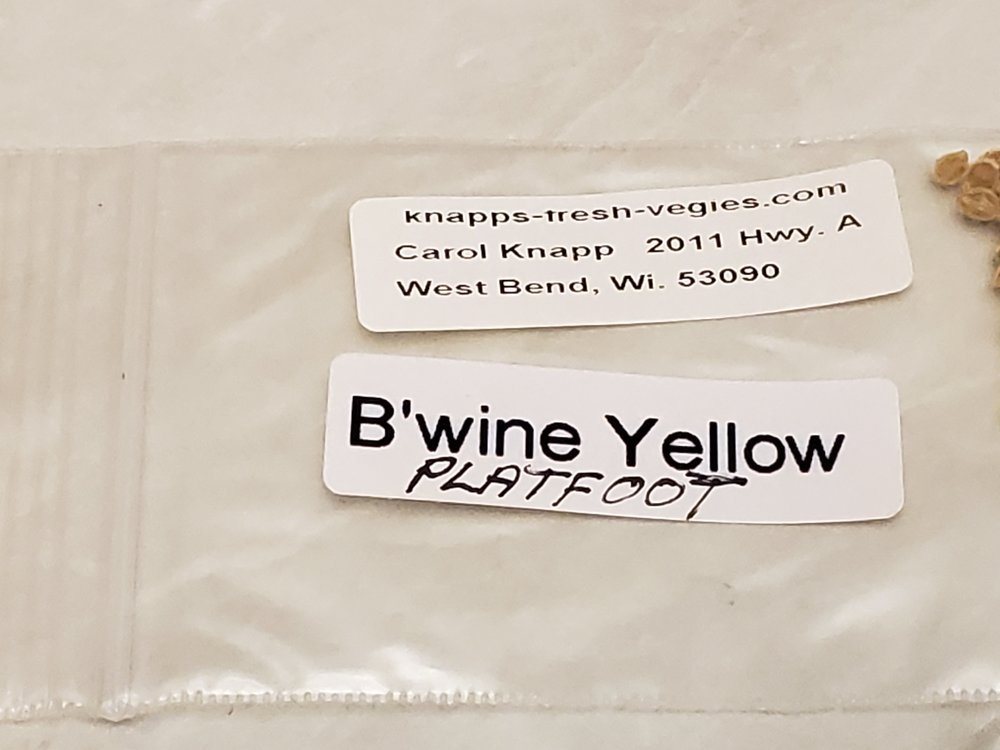 knapps-fresh-vegies.com
Carol Knapp 2011 Hwy. A
West Bend, Wi. 53090
B'wine Yellow
PLATFOOT